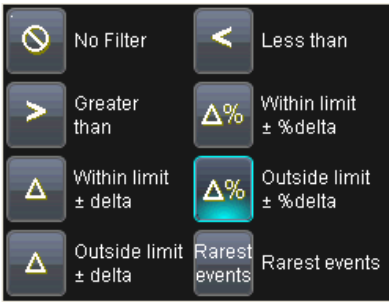 No Filter
< Less than
> Greater
than
Δ% Within limit
± %delta
Δ Within limit
± delta
Δ% Outside limit
± %delta
Δ Outside limit
± delta
Rarest
events
Rarest events